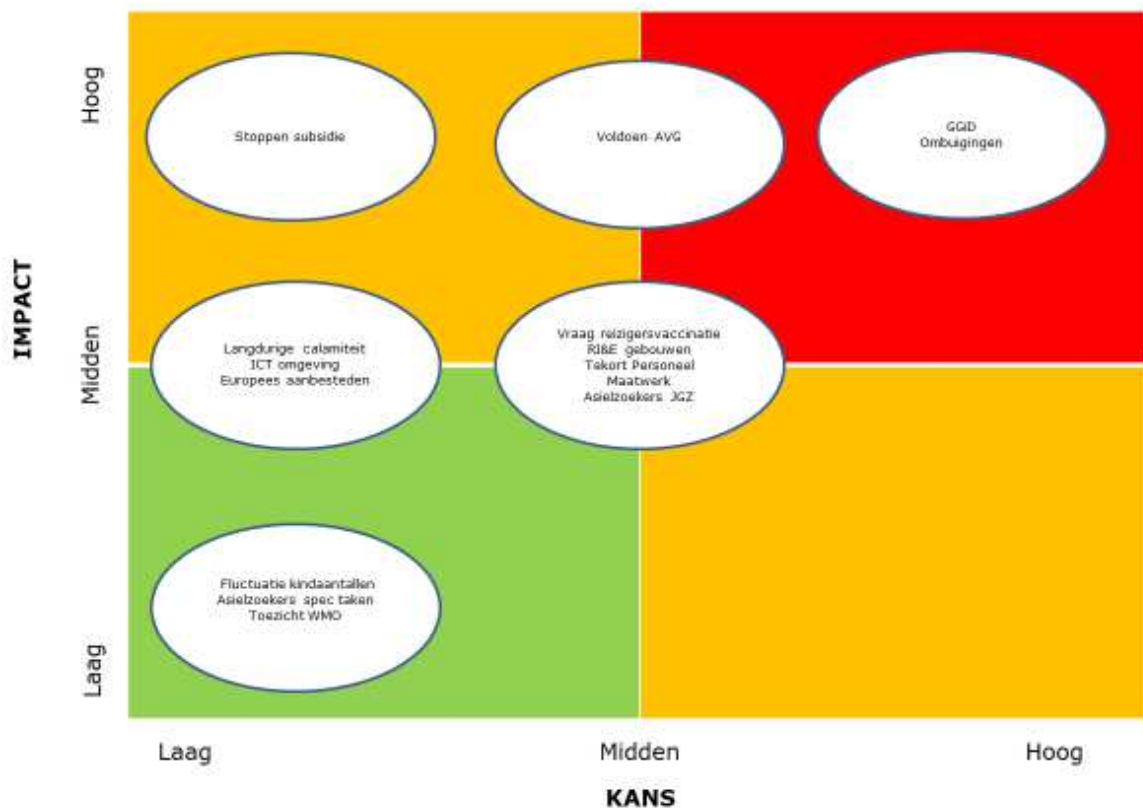 Hoog
Stoppen subsidie
Voldoen AVG
GGiD
Ombuigingen
IMPACT
Midden
Langdurige calamiteit
ICT omgeving
Europees aanbesteden
Vraag reizigersvaccinatie
RI&E gebouwen
Tekort Personeel
Maatwerk
Asielzoekers JGZ
Laag
Fluctuatie kindaantallen
Asielzoekers spec taken
Toezicht WMO
Laag
Midden
Hoog
KANS